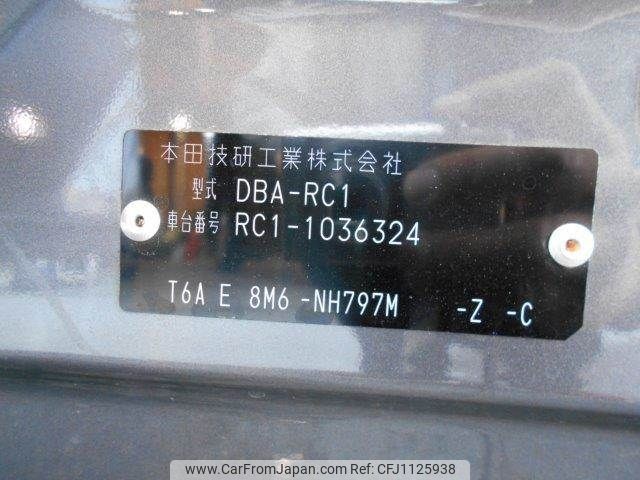 本田技研工業株式会社
型式 DBA-RC1
車台番号 RC1-1036324
T6A E 8M6 -NH797M -Z -C
www.CarFromJapan.com | CFJ1125938